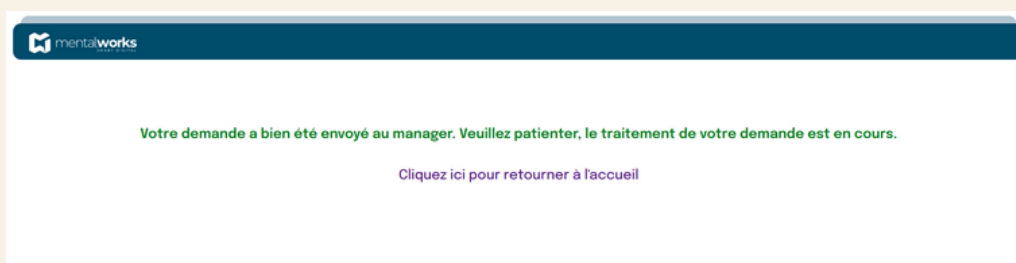 mentalworks
Votre demande a bien été envoyé au manager. Veuillez patienter, le traitement de votre demande est en cours.
Cliquez ici pour retourner à l'accueil